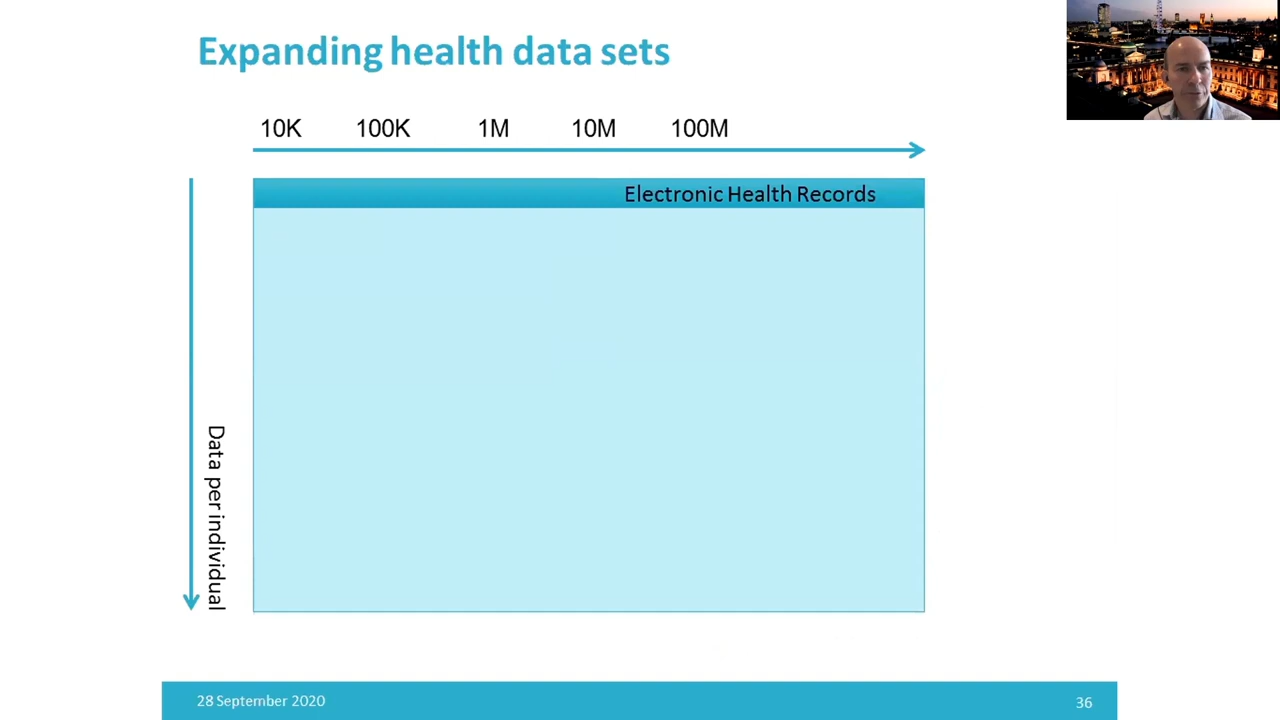 Expanding health data sets
10K 100K 1M 10M 100M
Electronic Health Records
Data per individual
28 September 2020
36